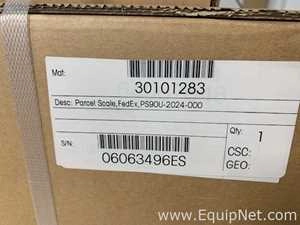 Mat:
30101283
Desc: Parcel Scale,FedEx,PS90U-2024-000
Qty: 1
S/N:
06063496ES
CSC:
GEO:
www.EquipNet.com